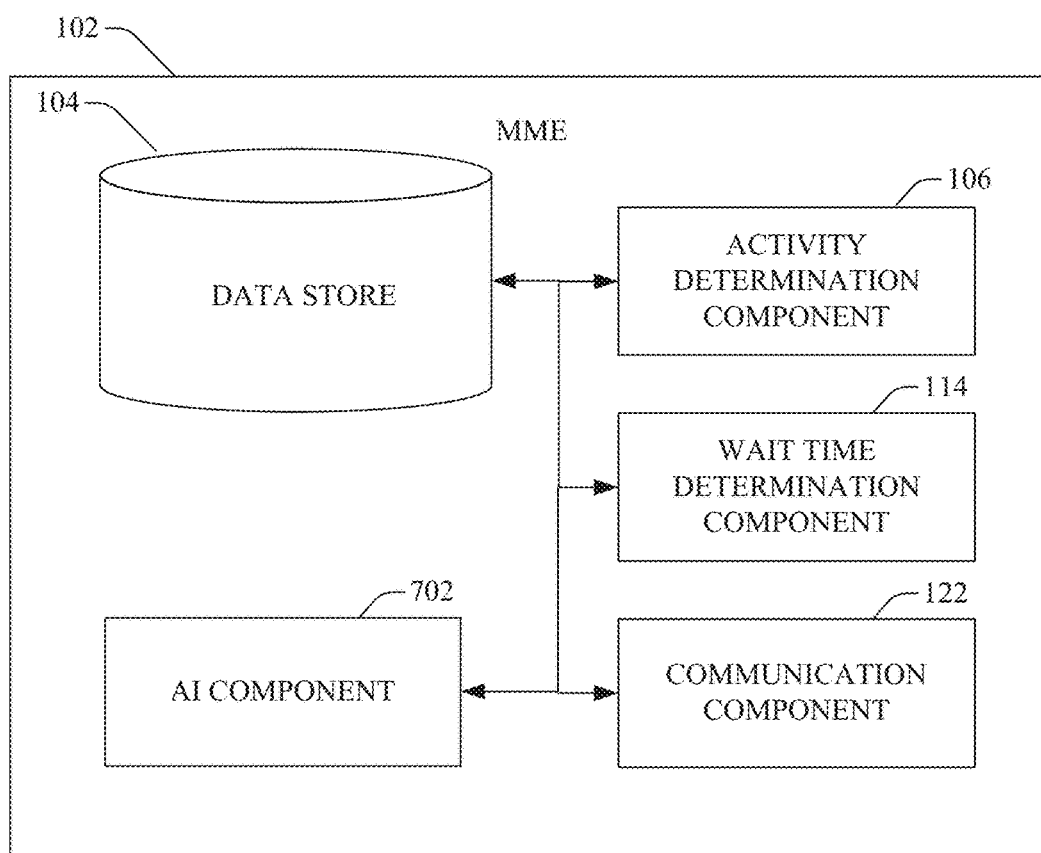 102
104
MME
106
ACTIVITY
DETERMINATION
COMPONENT
DATA STORE
114
WAIT TIME
DETERMINATION
COMPONENT
702
AI COMPONENT
122
COMMUNICATION
COMPONENT